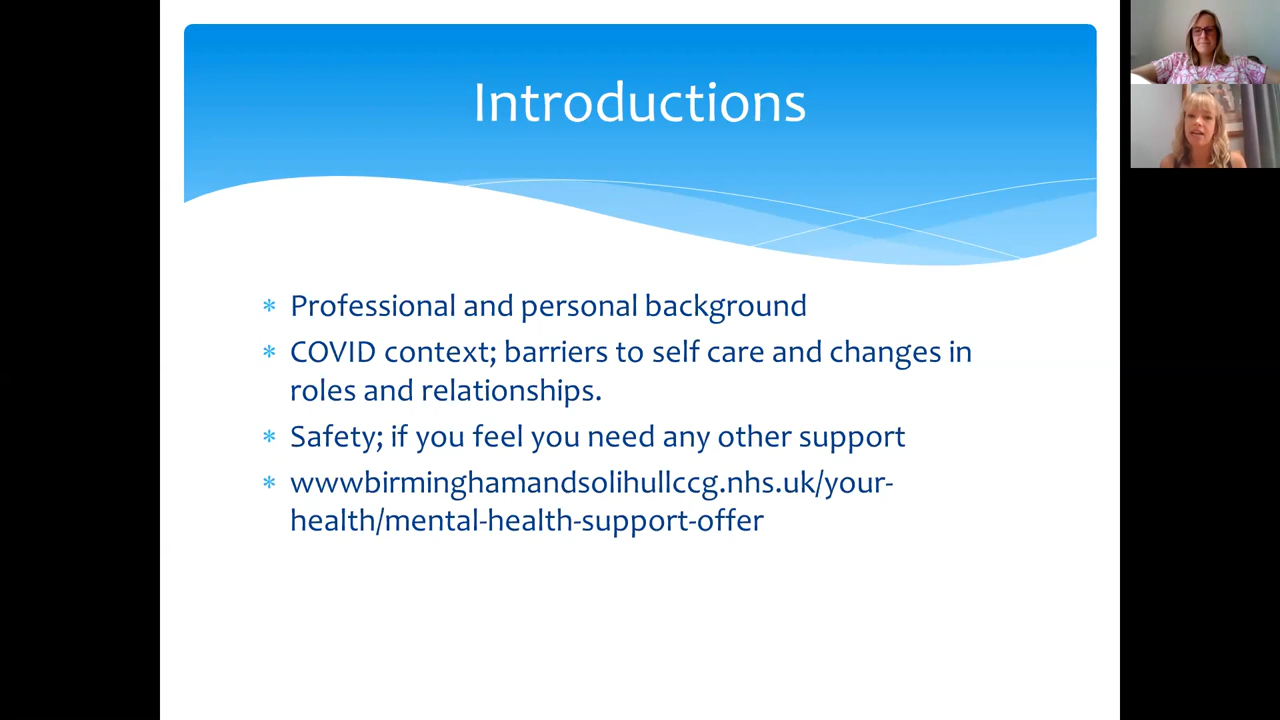 Introductions
* Professional and personal background
* COVID context; barriers to self care and changes in
roles and relationships.
* Safety; if you feel you need any other support
* wwwbirminghamandsolihullccg.nhs.uk/your-
health/mental-health-support-offer